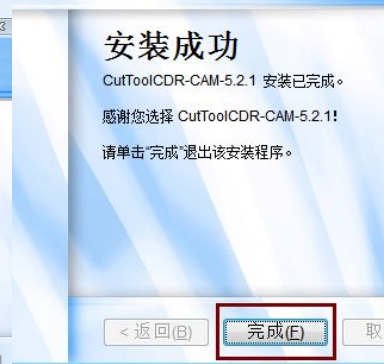 安装成功
CutToolCDR-CAM-5.2.1 安装已完成。
感谢您选择 CutToolCDR-CAM-5.2.1!
请单击"完成"退出该安装程序。
<返回(B) 完成(F) 取